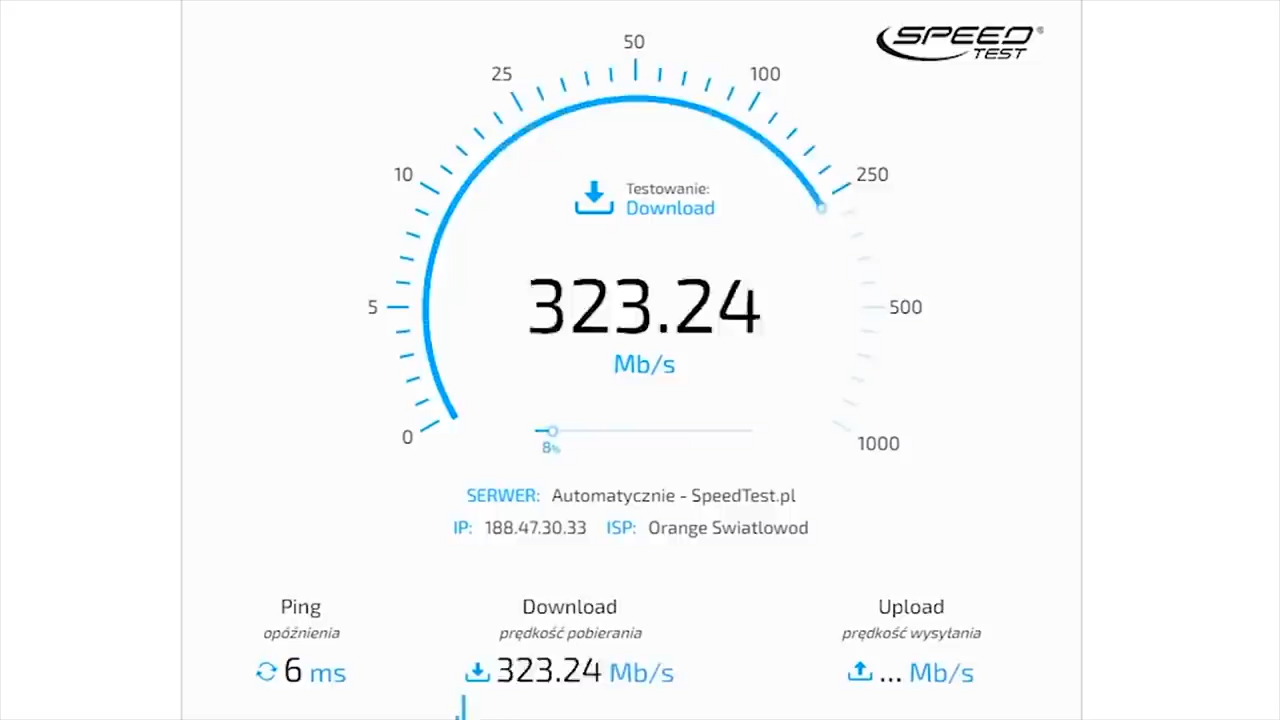 SPEED
TEST
50
25
100
10
250
Testowanie:
Download
5
323.24
500
Mb/s
0
8%
1000
SERWER: Automatycznie - SpeedTest.pl
IP: 188.47.30.33 ISP: Orange Swiatlowod
Ping
Download
Upload
opóźnienia
prędkość pobierania
prędkość wysyłania
6 ms
323.24 Mb/s
... Mb/s